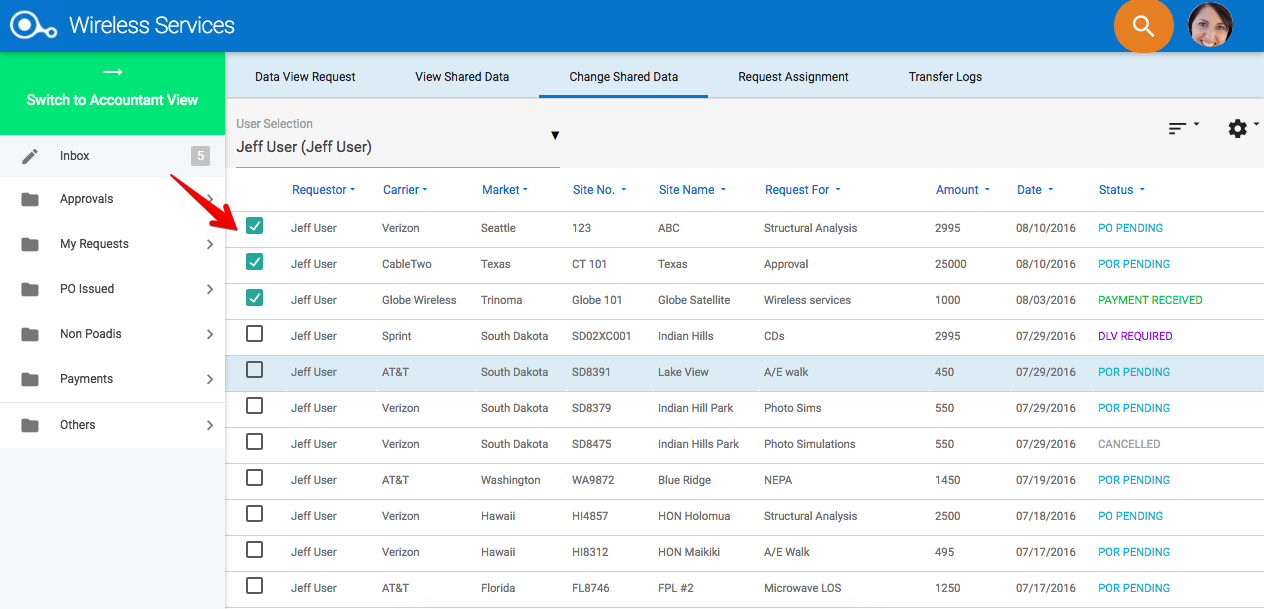 Wireless Services
Switch to Accountant View
Inbox 5
Approvals
My Requests
PO Issued
Non Poadis
Payments
Others
Data View Request View Shared Data Change Shared Data Request Assignment Transfer Logs
User Selection
Jeff User (Jeff User)
Requestor Carrier Market Site No. Site Name Request For Amount Date Status
Jeff User Verizon Seattle 123 ABC Structural Analysis 2995 08/10/2016 PO PENDING
Jeff User CableTwo Texas CT 101 Texas Approval 25000 08/10/2016 POR PENDING
Jeff User Globe Wireless Trinoma Globe 101 Globe Satellite Wireless services 1000 08/03/2016 PAYMENT RECEIVED
Jeff User Sprint South Dakota SD02XC001 Indian Hills CDs 2995 07/29/2016 DLV REQUIRED
Jeff User AT&T South Dakota SD8391 Lake View A/E walk 450 07/29/2016 POR PENDING
Jeff User Verizon South Dakota SD8379 Indian Hill Park Photo Sims 550 07/29/2016 POR PENDING
Jeff User Verizon South Dakota SD8475 Indian Hills Park Photo Simulations 550 07/29/2016 CANCELLED
Jeff User AT&T Washington WA9872 Blue Ridge NEPA 1450 07/19/2016 POR PENDING
Jeff User Verizon Hawaii HI4857 HON Holomua Structural Analysis 2500 07/18/2016 PO PENDING
Jeff User Verizon Hawaii HI8312 HON Maikiki A/E Walk 495 07/17/2016 POR PENDING
Jeff User AT&T Florida FL8746 FPL #2 Microwave LOS 1250 07/17/2016 POR PENDING